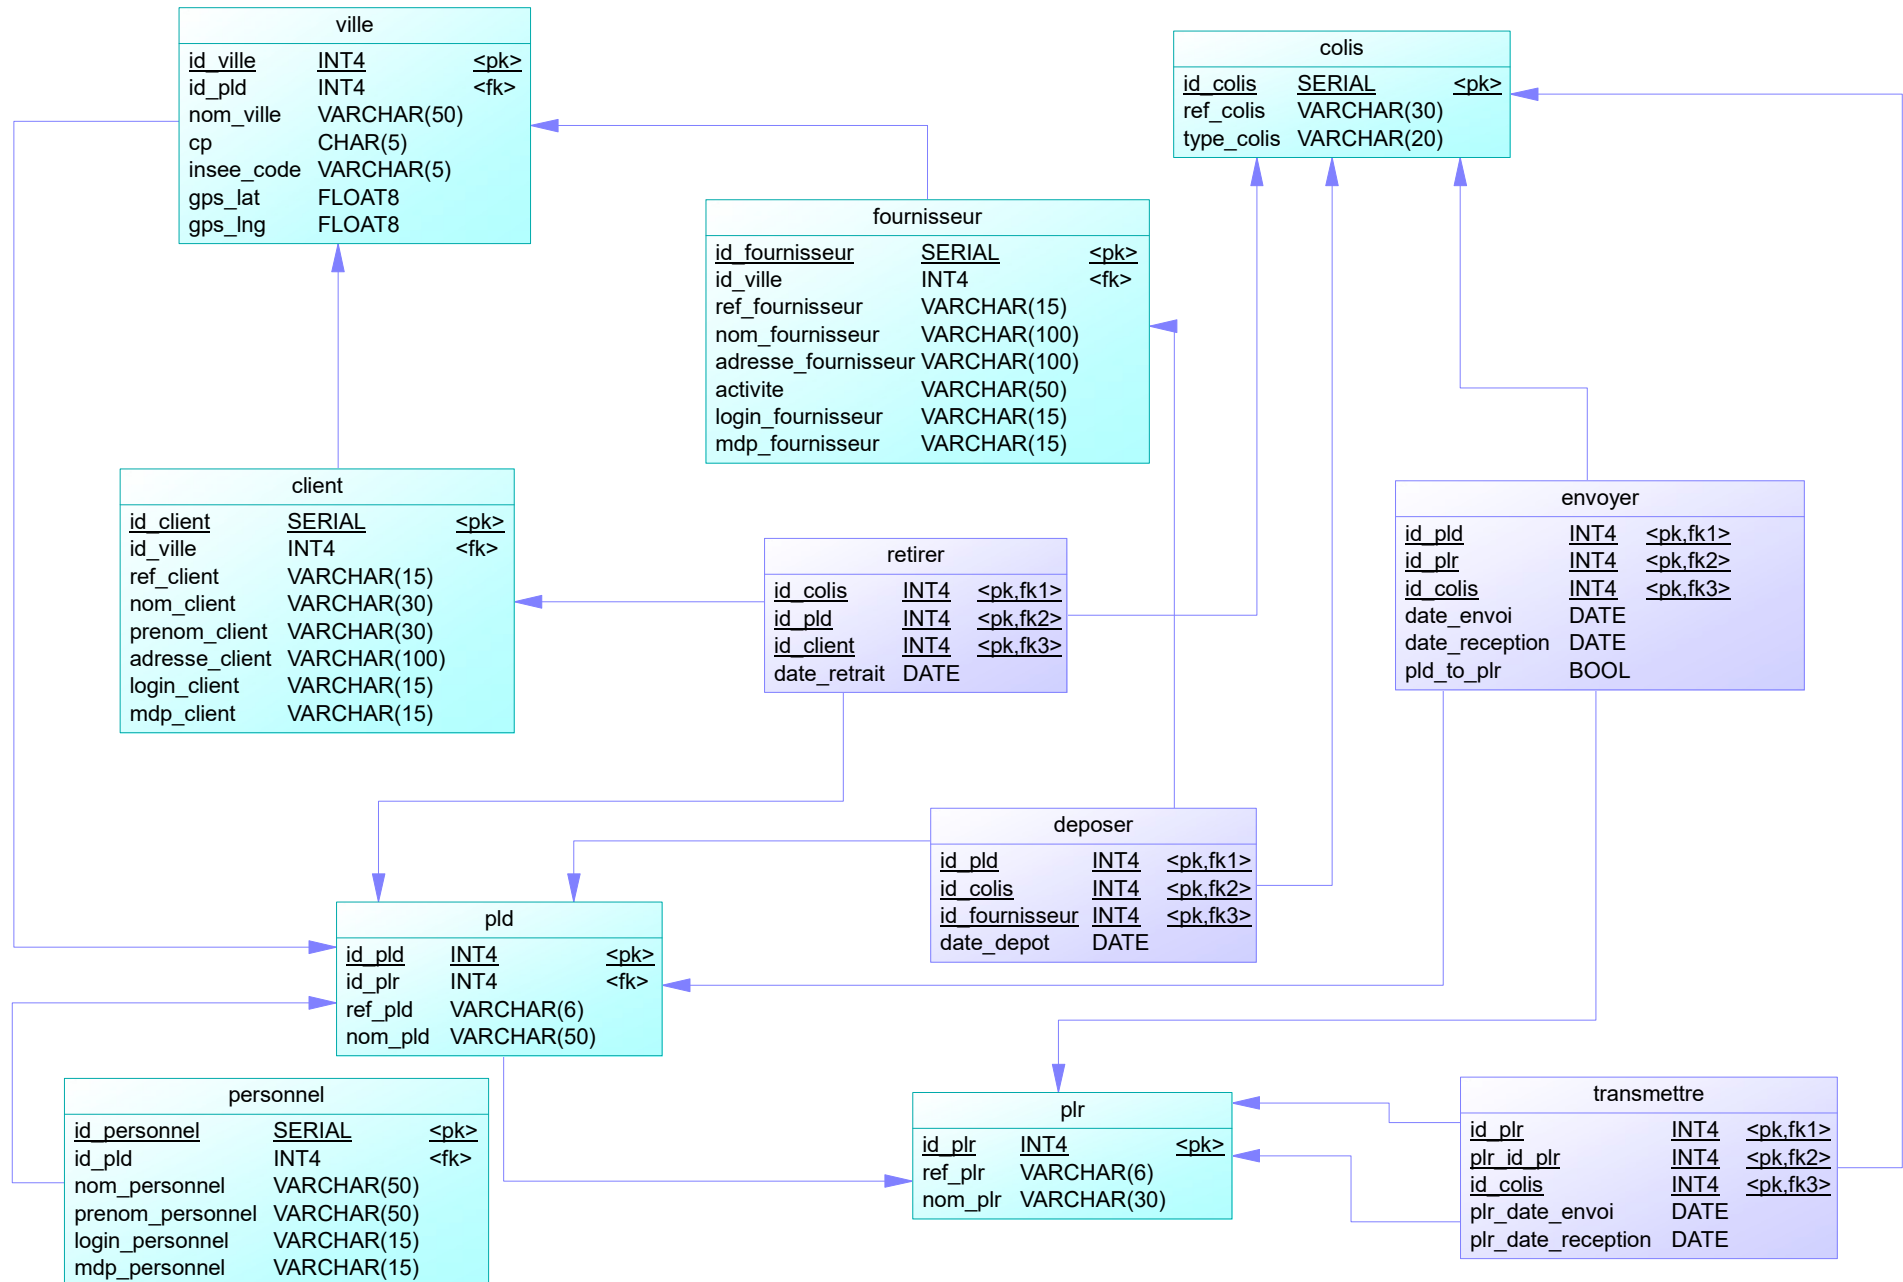 ville
id_ville INT4 <pk>
id_pld INT4 <fk>
nom_ville VARCHAR(50)
cp CHAR(5)
insee_code VARCHAR(5)
gps_lat FLOAT8
gps_lng FLOAT8
colis
id_colis SERIAL <pk>
ref_colis VARCHAR(30)
type_colis VARCHAR(20)
fournisseur
id_fournisseur SERIAL <pk>
id_ville INT4 <fk>
ref_fournisseur VARCHAR(15)
nom_fournisseur VARCHAR(100)
adresse_fournisseur VARCHAR(100)
activite VARCHAR(50)
login_fournisseur VARCHAR(15)
mdp_fournisseur VARCHAR(15)
client
id_client SERIAL <pk>
id_ville INT4 <fk>
ref_client VARCHAR(15)
nom_client VARCHAR(30)
prenom_client VARCHAR(30)
adresse_client VARCHAR(100)
login_client VARCHAR(15)
mdp_client VARCHAR(15)
retirer
id_colis INT4 <pk,fk1>
id_pld INT4 <pk,fk2>
id_client INT4 <pk,fk3>
date_retrait DATE
envoyer
id_pld INT4 <pk,fk1>
id_plr INT4 <pk,fk2>
id_colis INT4 <pk,fk3>
date_envoi DATE
date_reception DATE
pld_to_plr BOOL
deposer
id_pld INT4 <pk,fk1>
id_colis INT4 <pk,fk2>
id_fournisseur INT4 <pk,fk3>
date_depot DATE
pld
id_pld INT4 <pk>
id_plr INT4 <fk>
ref_pld VARCHAR(6)
nom_pld VARCHAR(50)
personnel
id_personnel SERIAL <pk>
id_pld INT4 <fk>
nom_personnel VARCHAR(50)
prenom_personnel VARCHAR(50)
login_personnel VARCHAR(15)
mdp_personnel VARCHAR(15)
plr
id_plr INT4 <pk>
ref_plr VARCHAR(6)
nom_plr VARCHAR(30)
transmettre
id_plr INT4 <pk,fk1>
plr_id_plr INT4 <pk,fk2>
id_colis INT4 <pk,fk3>
plr_date_envoi DATE
plr_date_reception DATE